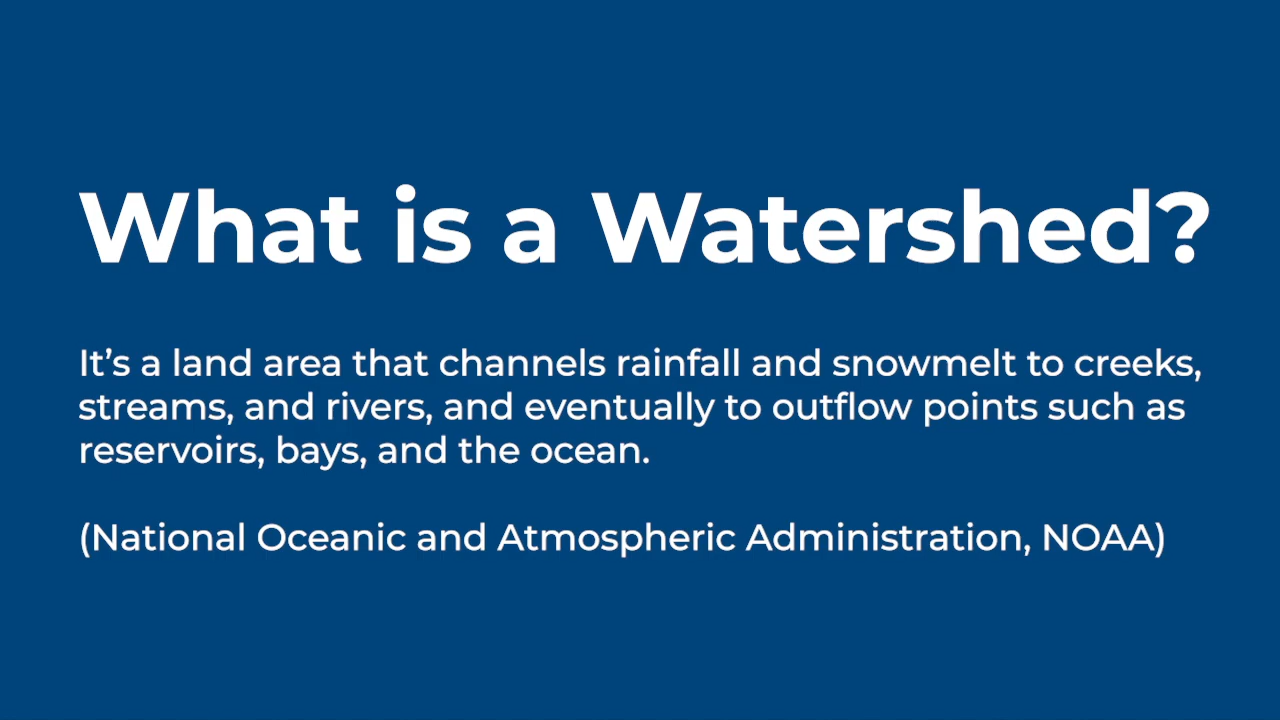 What is a Watershed?
It’s a land area that channels rainfall and snowmelt to creeks,
streams, and rivers, and eventually to outflow points such as
reservoirs, bays, and the ocean.
(National Oceanic and Atmospheric Administration, NOAA)